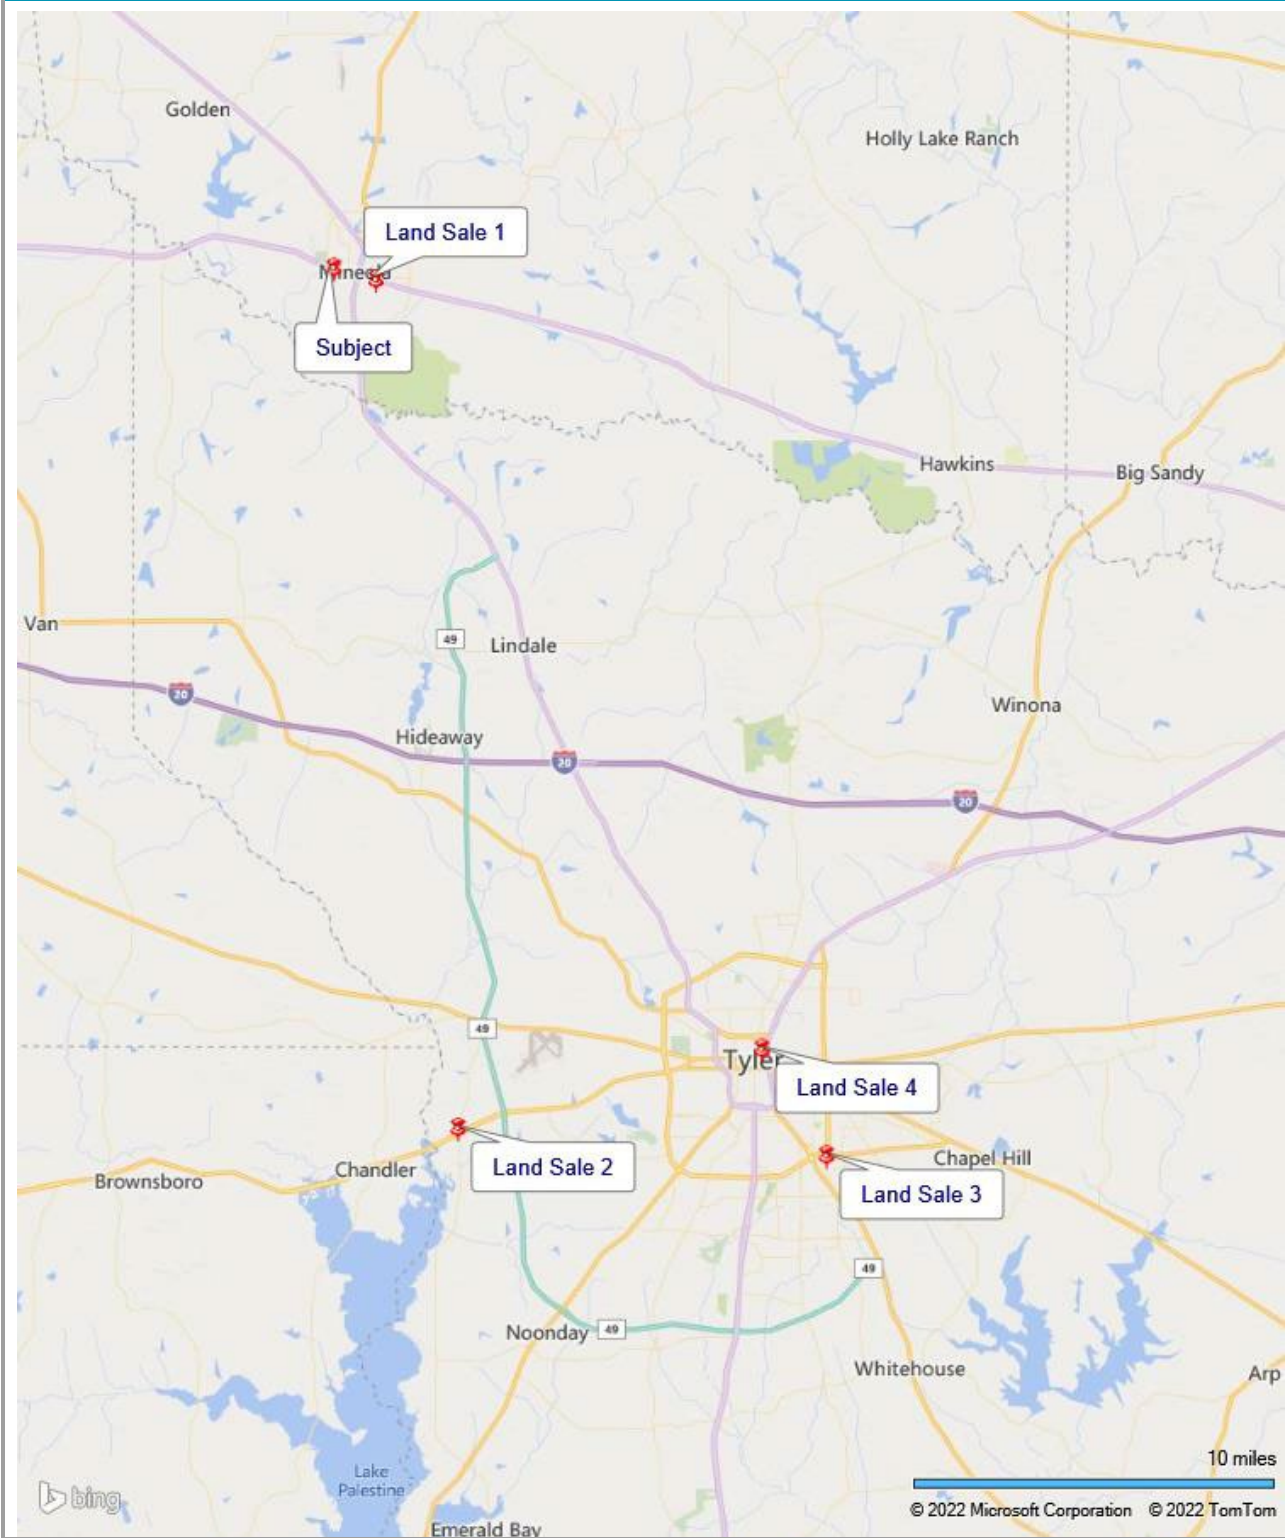 Golden
Holly Lake Ranch
Land Sale 1
Mineola
Subject
Hawkins
Big Sandy
Van
49
Lindale
20
Winona
Hideaway
20
20
49
Tyler
Land Sale 4
Land Sale 2
Chapel Hill
Chandler
Brownsboro
Land Sale 3
49
Noonday 49
Whitehouse
Arp
10 miles
Lake
Palestine
bing
© 2022 Microsoft Corporation © 2022 TomTom
Emerald Bay